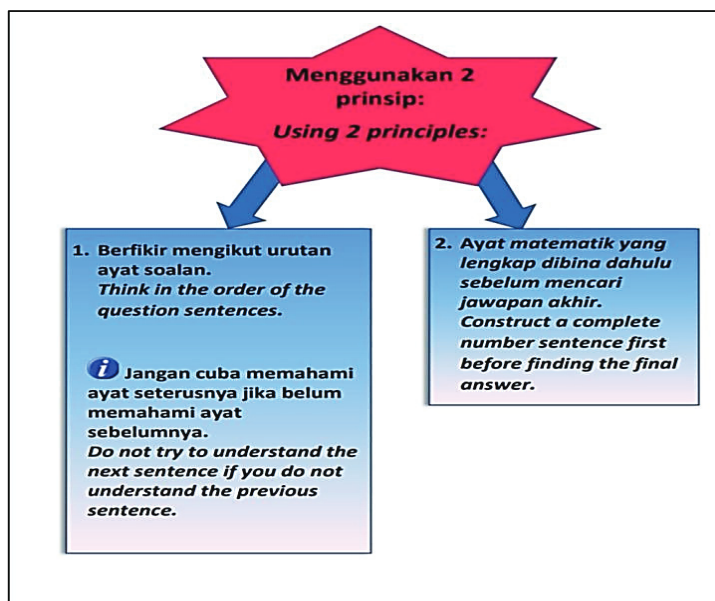 Menggunakan 2
prinsip:
Using 2 principles:
1. Berfikir mengikut urutan
ayat soalan.
Think in the order of the
question sentences.
i Jangan cuba memahami
ayat seterusnya jika belum
memahami ayat
sebelumnya.
Do not try to understand the
next sentence if you do not
understand the previous
sentence.
2. Ayat matematik yang
lengkap dibina dahulu
sebelum mencari
jawapan akhir.
Construct a complete
number sentence first
before finding the final
answer.